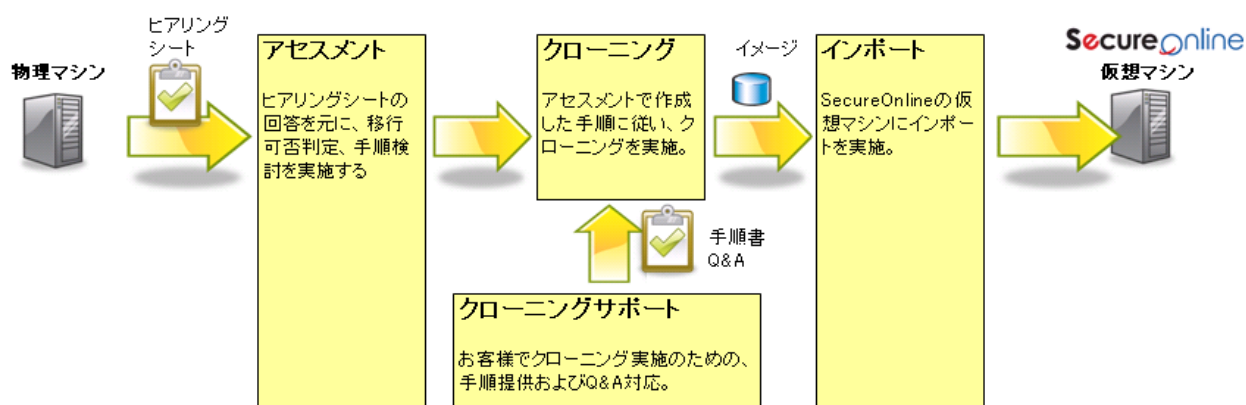 物理マシン
ヒアリング
シート
アセスメント
ヒアリングシートの
回答を元に、移行
可否判定、手順検
討を実施する
クローニング
アセスメントで作成
した手順に従い、ク
ローニングを実施。
手順書
Q&A
クローニングサポート
お客様でクローニング実施のための、
手順提供およびQ&A対応。
イメージ
インポート
SecureOnlineの仮
想マシンにインポー
トを実施。
SecureOnline
仮想マシン